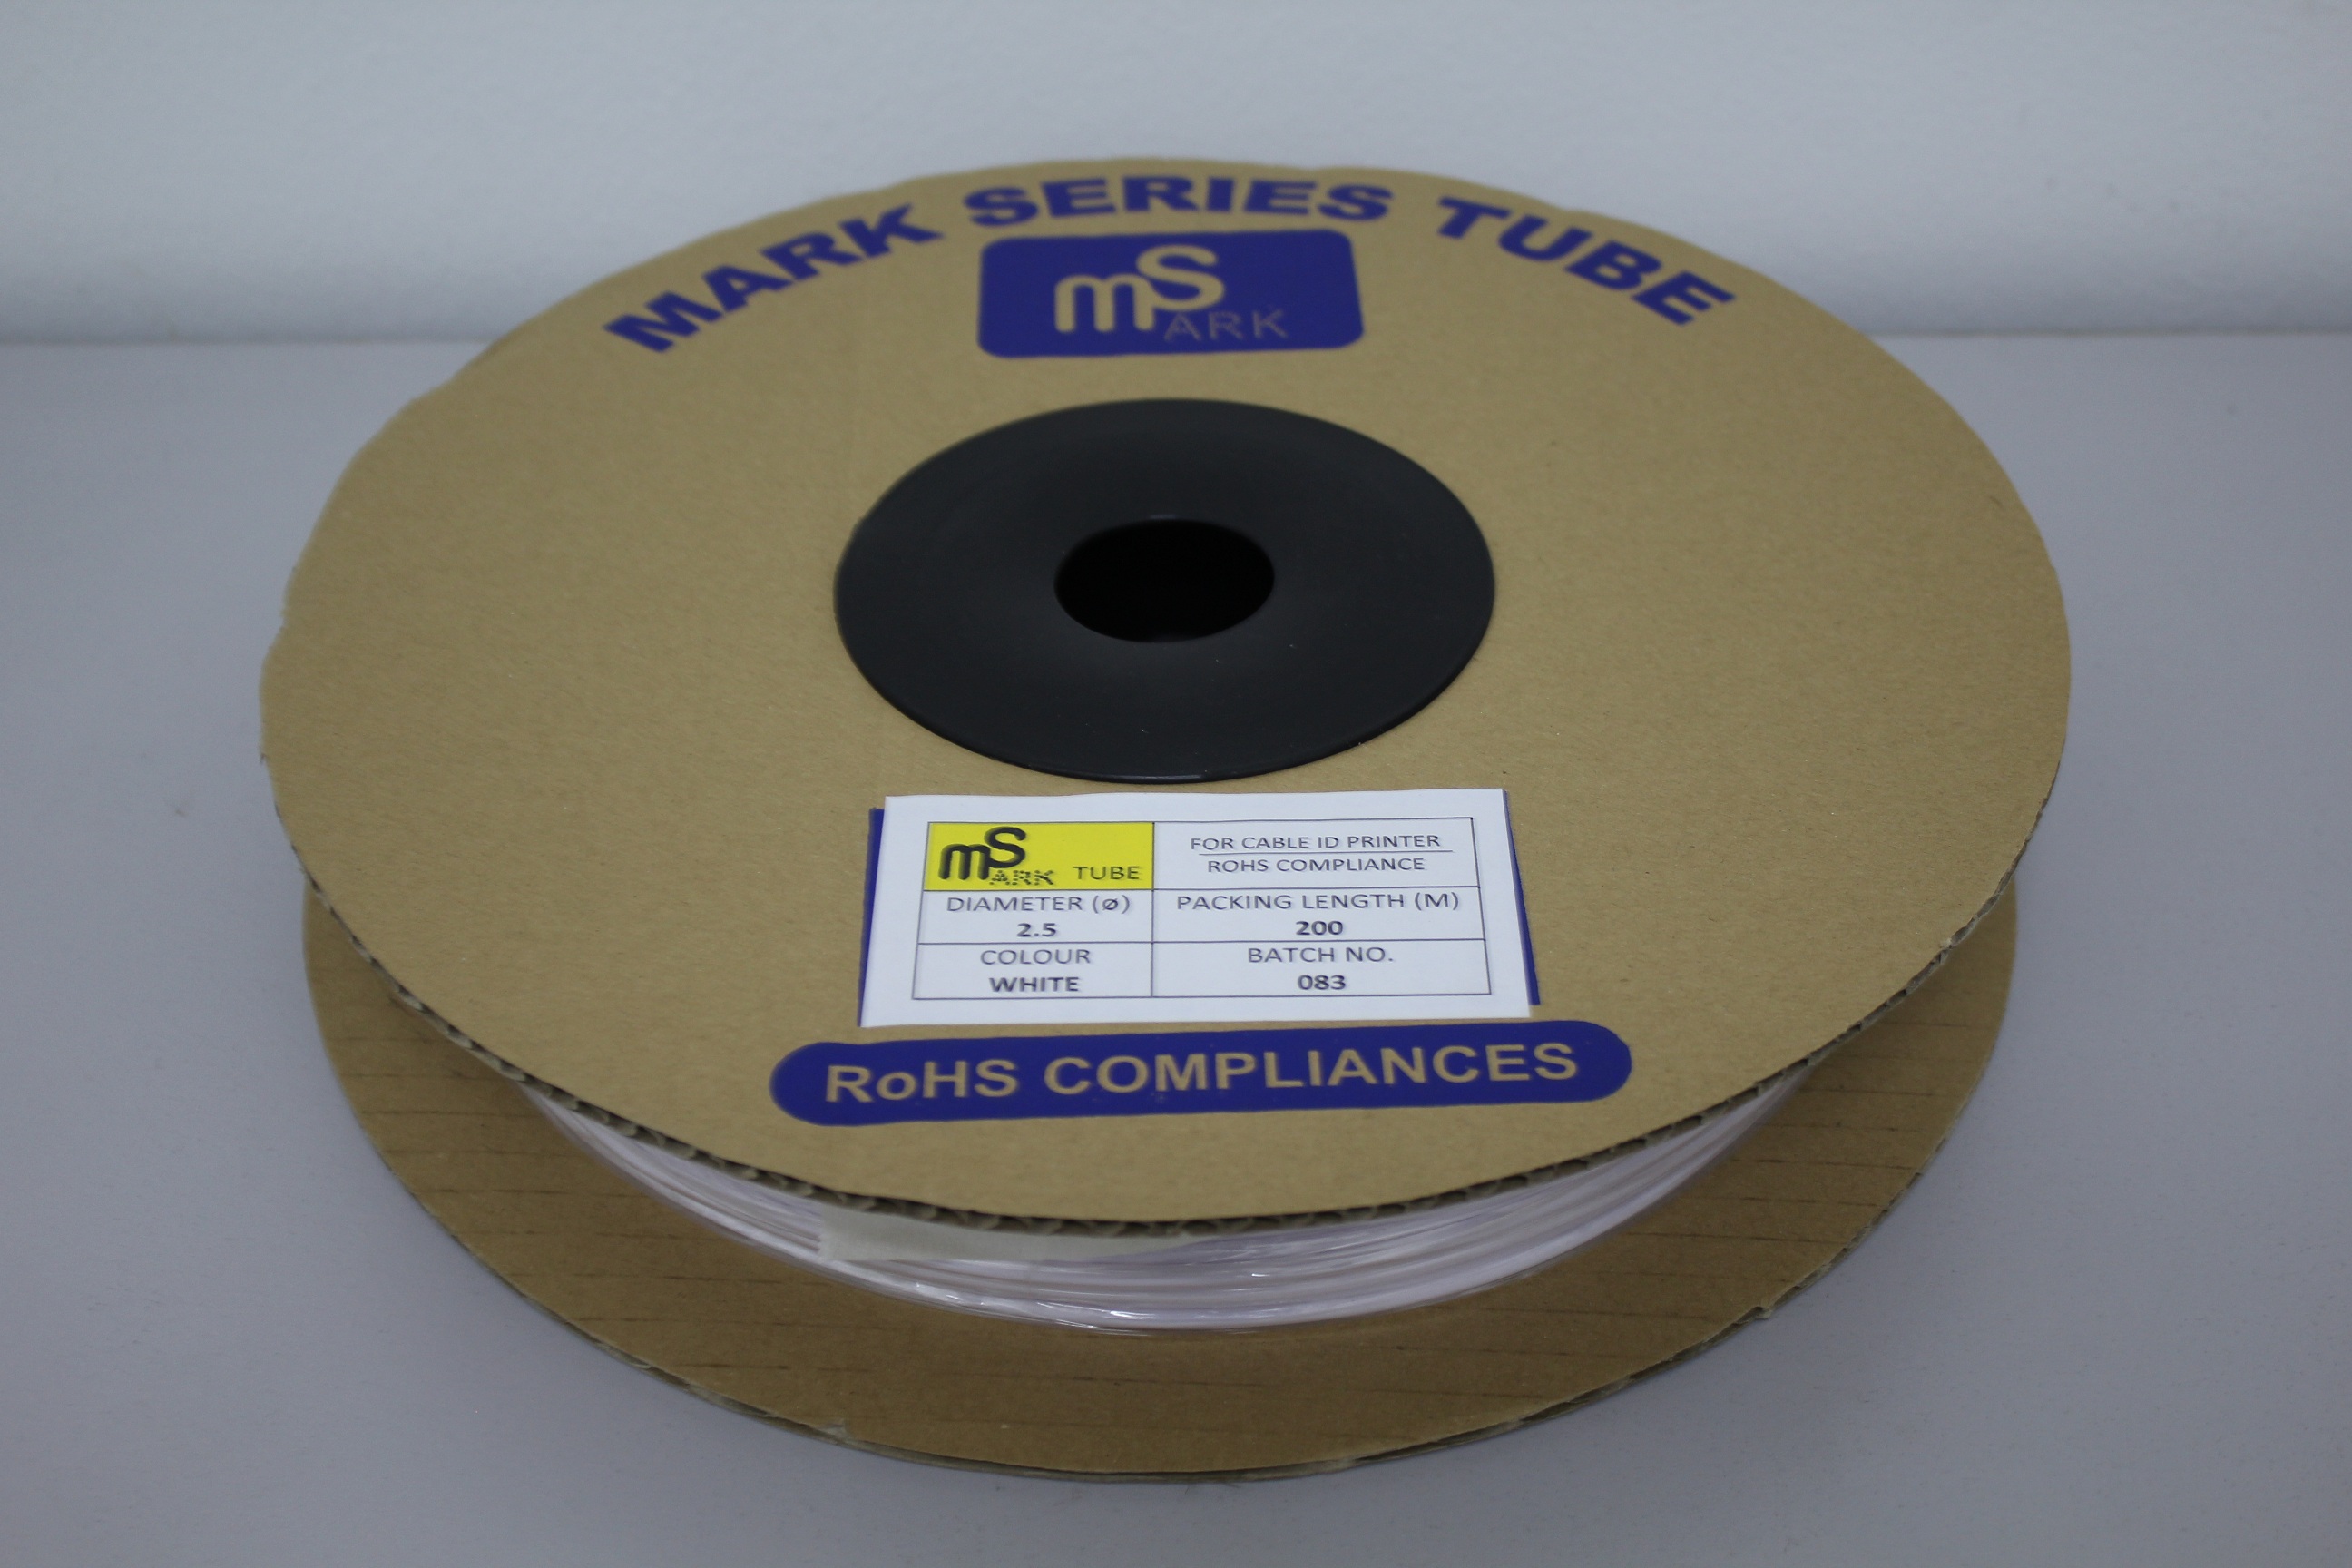 MARK SERIES TUBE
mS ARK
mS ARK TUBE
FOR CABLE ID PRINTER
ROHS COMPLIANCE
DIAMETER (ø)
2.5
PACKING LENGTH (M)
200
COLOUR
WHITE
BATCH NO.
083
RoHS COMPLIANCES